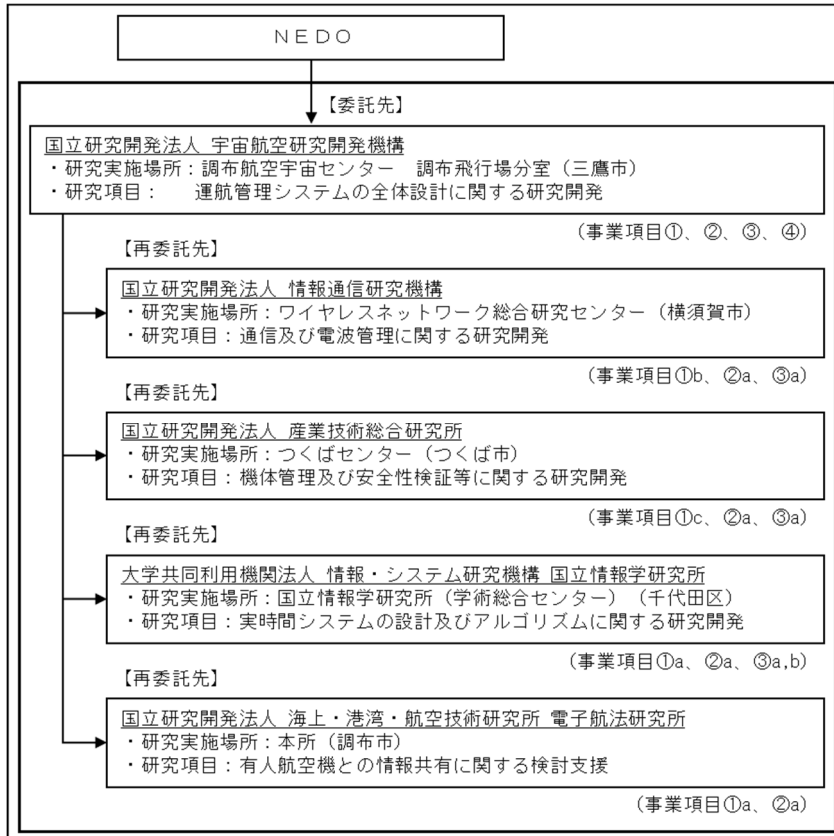 ＮＥＤＯ
【委託先】
国立研究開発法人 宇宙航空研究開発機構
・研究実施場所：調布航空宇宙センター　調布飛行場分室（三鷹市）
・研究項目：　　運航管理システムの全体設計に関する研究開発
（事業項目①、②、③、④）
【再委託先】
国立研究開発法人 情報通信研究機構
・研究実施場所：ワイヤレスネットワーク総合研究センター（横須賀市）
・研究項目：通信及び電波管理に関する研究開発
（事業項目①b、②a、③a）
【再委託先】
国立研究開発法人 産業技術総合研究所
・研究実施場所：つくばセンター（つくば市）
・研究項目：機体管理及び安全性検証等に関する研究開発
（事業項目①c、②a、③a）
【再委託先】
大学共同利用機関法人 情報・システム研究機構 国立情報学研究所
・研究実施場所：国立情報学研究所（学術総合センター）（千代田区）
・研究項目：実時間システムの設計及びアルゴリズムに関する研究開発
（事業項目①a、②a、③a,b）
【再委託先】
国立研究開発法人 海上・港湾・航空技術研究所 電子航法研究所
・研究実施場所：本所（調布市）
・研究項目：有人航空機との情報共有に関する検討支援
（事業項目①a、②a）